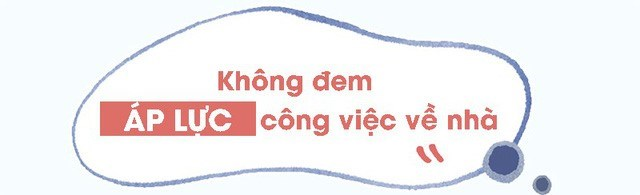 Không đem
ÁP LỰC công việc về nhà